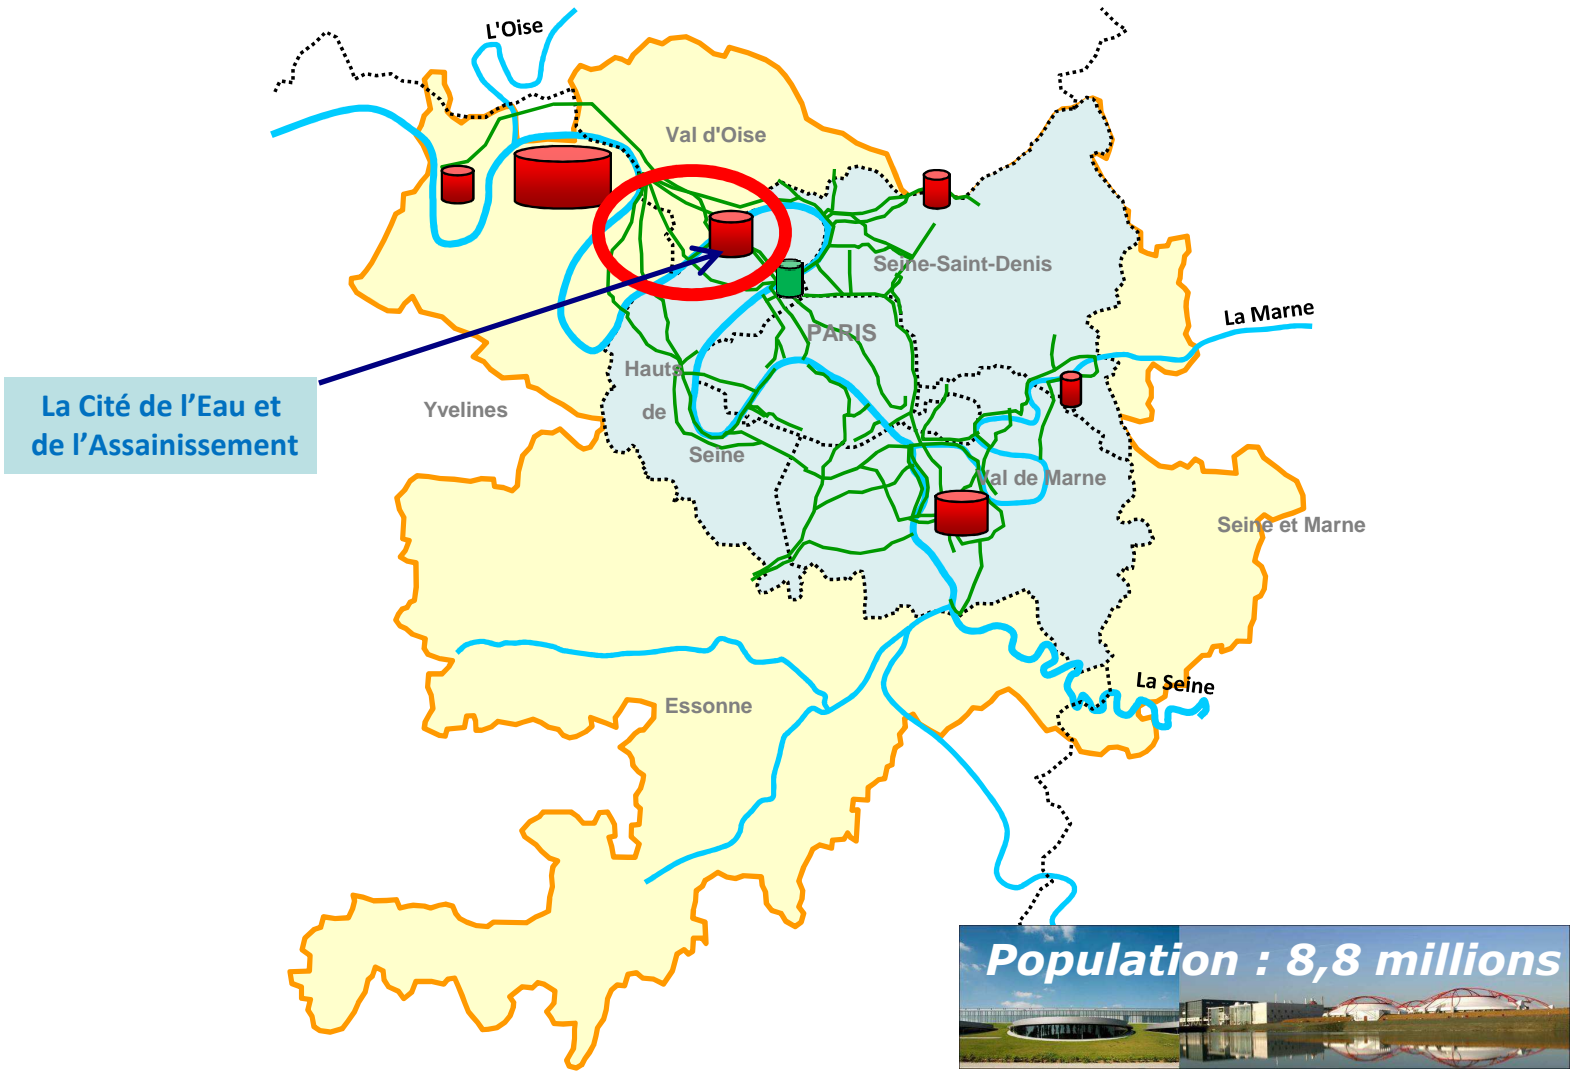 L'Oise
Val d'Oise
Seine-Saint-Denis
La Marne
PARIS
Hauts
de
Seine
Yvelines
La Cité de l’Eau et
de l’Assainissement
Val de Marne
Seine et Marne
La Seine
Essonne
Population : 8,8 millions